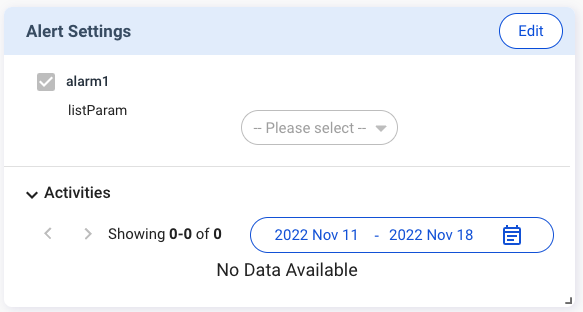 Alert Settings
Edit
alarm1
listParam
-- Please select --
Activities
Showing 0-0 of 0
2022 Nov 11 - 2022 Nov 18
No Data Available